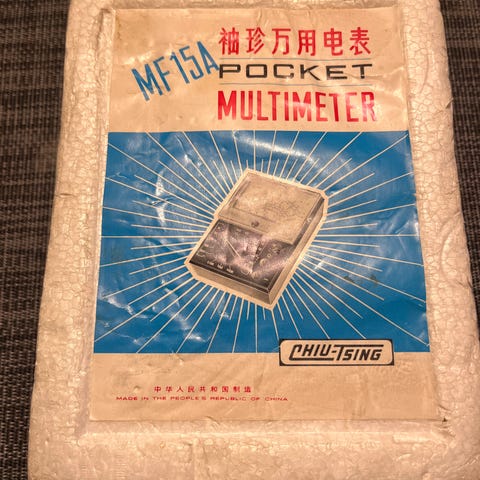 MF15A
袖珍万用电表
POCKET
MULTIMETER
CHIU-TSING
中华人民共和国制造
MADE IN THE PEOPLE'S REPUBLIC OF CHINA